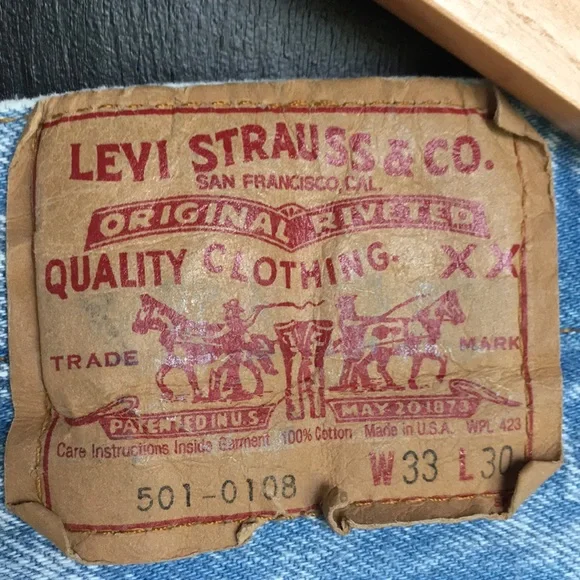 LEVI STRAUSS & CO.
SAN FRANCISCO, CAL.
ORIGINAL RIVETED
QUALITY CLOTHING. XX
TRADE MARK
PATENTED IN U.S. MAY 20 1873
Care Instructions Inside Garment 100% Cotton Made in U.S.A. WPL 423
501-0108 W 33 L 30